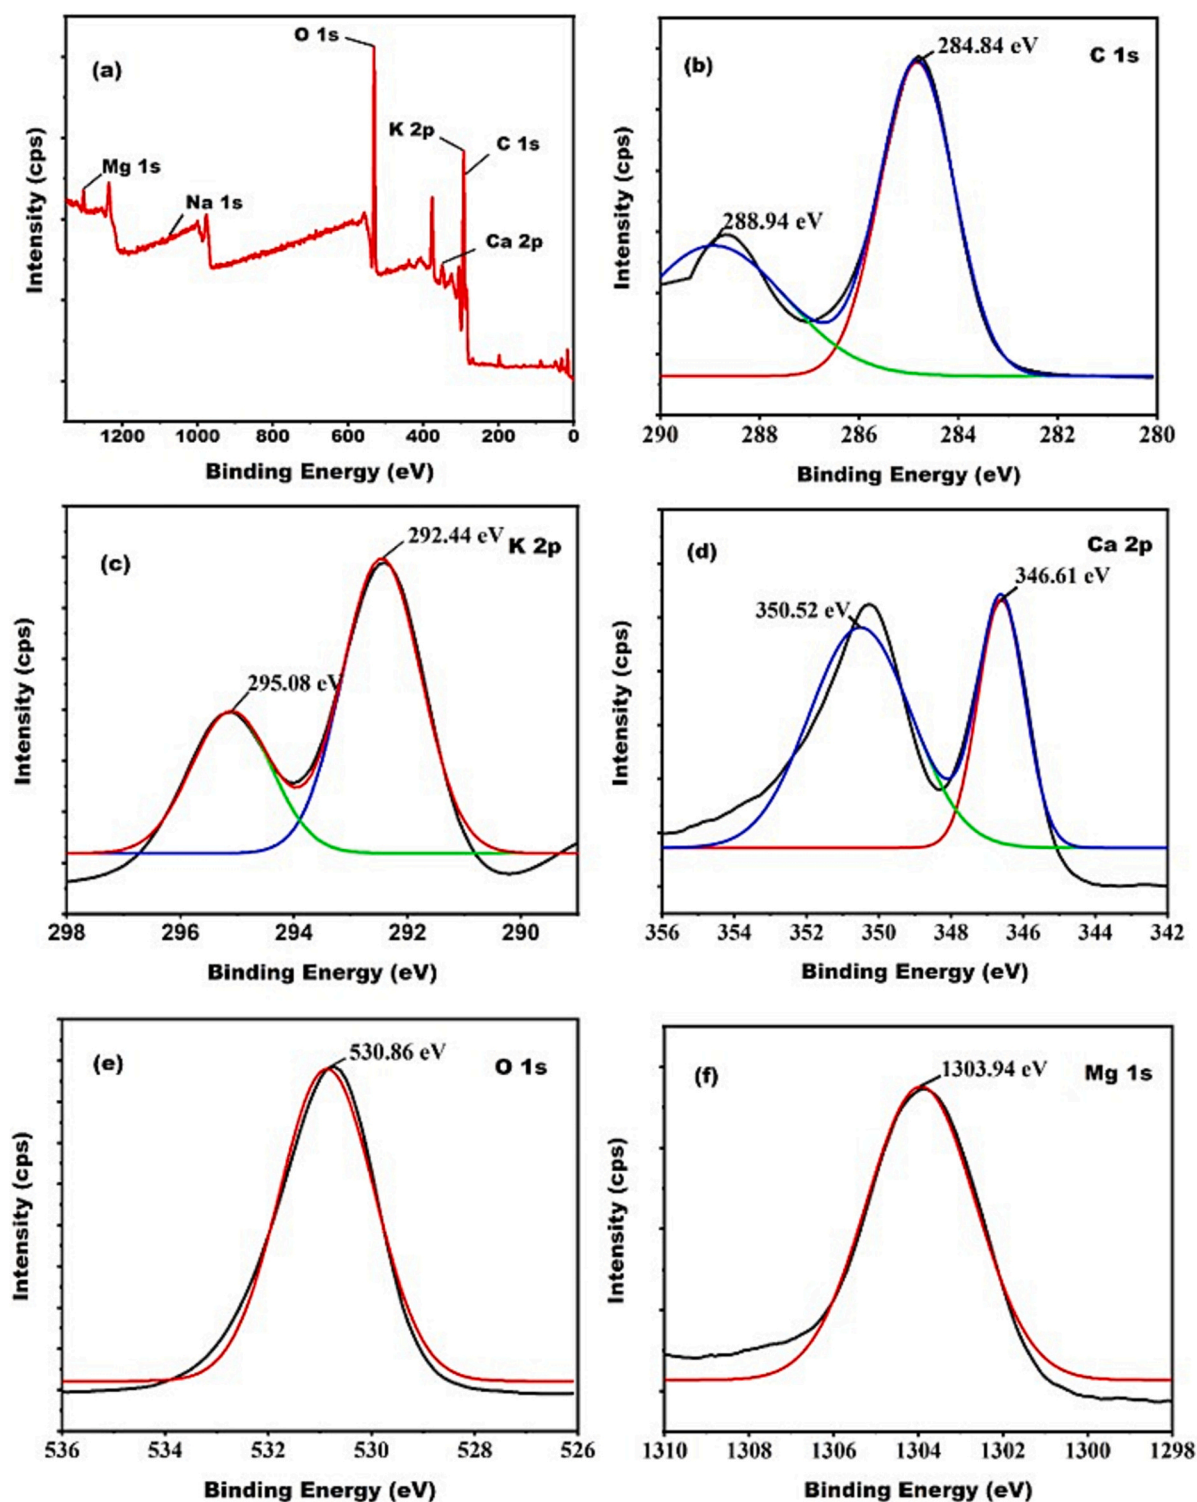 (a)
O 1s
K 2p
C 1s
Mg 1s
Na 1s
Ca 2p
Intensity (cps)
1200 1000 800 600 400 200 0
Binding Energy (eV)
(b)
284.84 eV
C 1s
288.94 eV
Intensity (cps)
290 288 286 284 282 280
Binding Energy (eV)
(c)
292.44 eV
K 2p
295.08 eV
Intensity (cps)
298 296 294 292 290
Binding Energy (eV)
(d)
Ca 2p
346.61 eV
350.52 eV
Intensity (cps)
356 354 352 350 348 346 344 342
Binding Energy (eV)
(e)
530.86 eV
O 1s
Intensity (cps)
536 534 532 530 528 526
Binding Energy (eV)
(f)
1303.94 eV
Mg 1s
Intensity (cps)
1310 1308 1306 1304 1302 1300 1298
Binding Energy (eV)